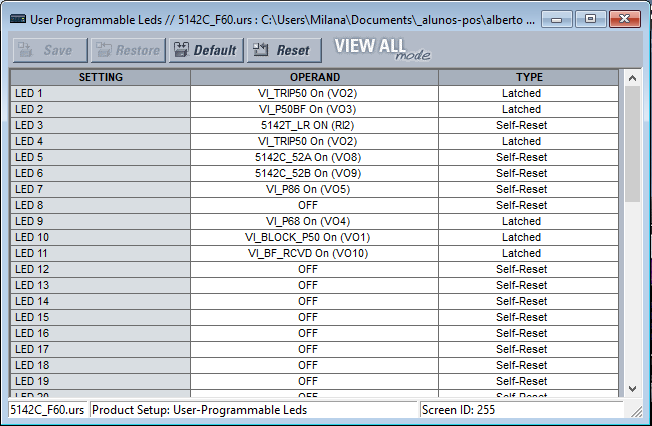 User Programmable Leds // 5142C_F60.urs : C:\Users\Milana\Documents\_alunos-pos\alberto ...
Save Restore Default Reset VIEW ALL mode
SETTING OPERAND TYPE
LED 1 VI_TRIP50 On (VO2) Latched
LED 2 VI_P50BF On (VO3) Latched
LED 3 5142T_LR ON (RI2) Self-Reset
LED 4 VI_TRIP50 On (VO2) Latched
LED 5 5142C_52A On (VO8) Self-Reset
LED 6 5142C_52B On (VO9) Self-Reset
LED 7 VI_P86 On (VO5) Self-Reset
LED 8 OFF Self-Reset
LED 9 VI_P68 On (VO4) Latched
LED 10 VI_BLOCK_P50 On (VO1) Latched
LED 11 VI_BF_RCVD On (VO10) Latched
LED 12 OFF Self-Reset
LED 13 OFF Self-Reset
LED 14 OFF Self-Reset
LED 15 OFF Self-Reset
LED 16 OFF Self-Reset
LED 17 OFF Self-Reset
LED 18 OFF Self-Reset
LED 19 OFF Self-Reset
LED 20 OFF Self-Reset
5142C_F60.urs Product Setup: User-Programmable Leds Screen ID: 255